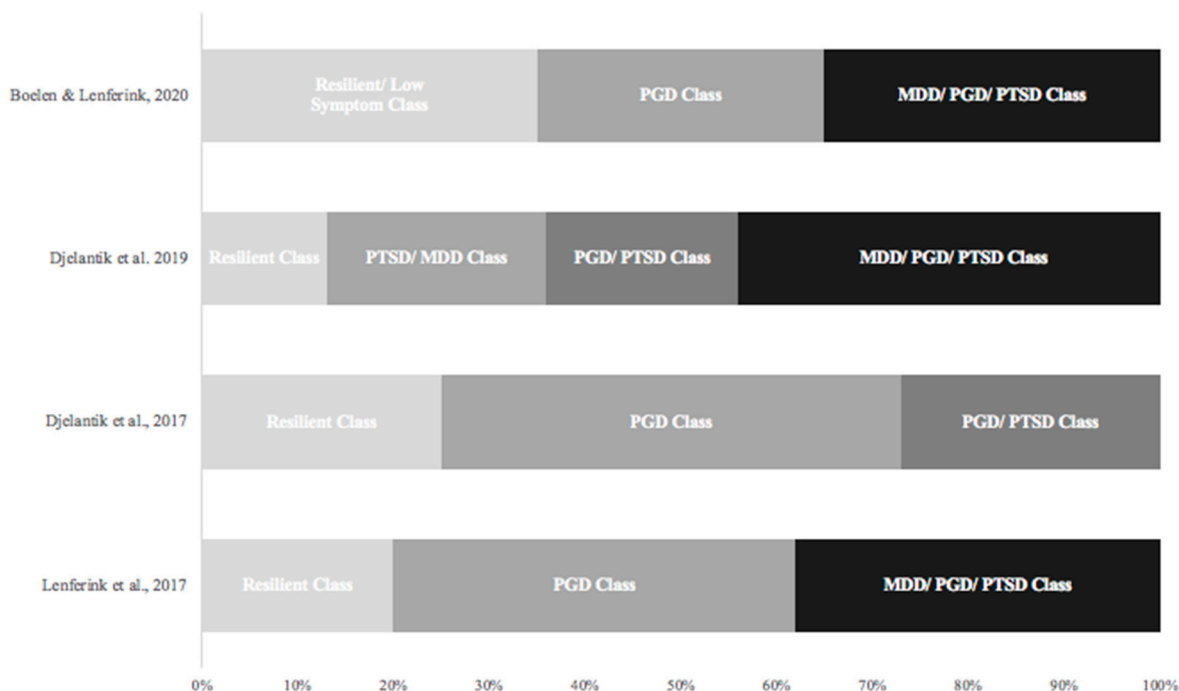 Boelen & Lenferink, 2020
Resilient/ Low
Symptom Class
PGD Class
MDD/ PGD/ PTSD Class
Djelantik et al. 2019
Resilient Class
PTSD/ MDD Class
PGD/ PTSD Class
MDD/ PGD/ PTSD Class
Djelantik et al., 2017
Resilient Class
PGD Class
PGD/ PTSD Class
Lenferink et al., 2017
Resilient Class
PGD Class
MDD/ PGD/ PTSD Class
0% 10% 20% 30% 40% 50% 60% 70% 80% 90% 100%